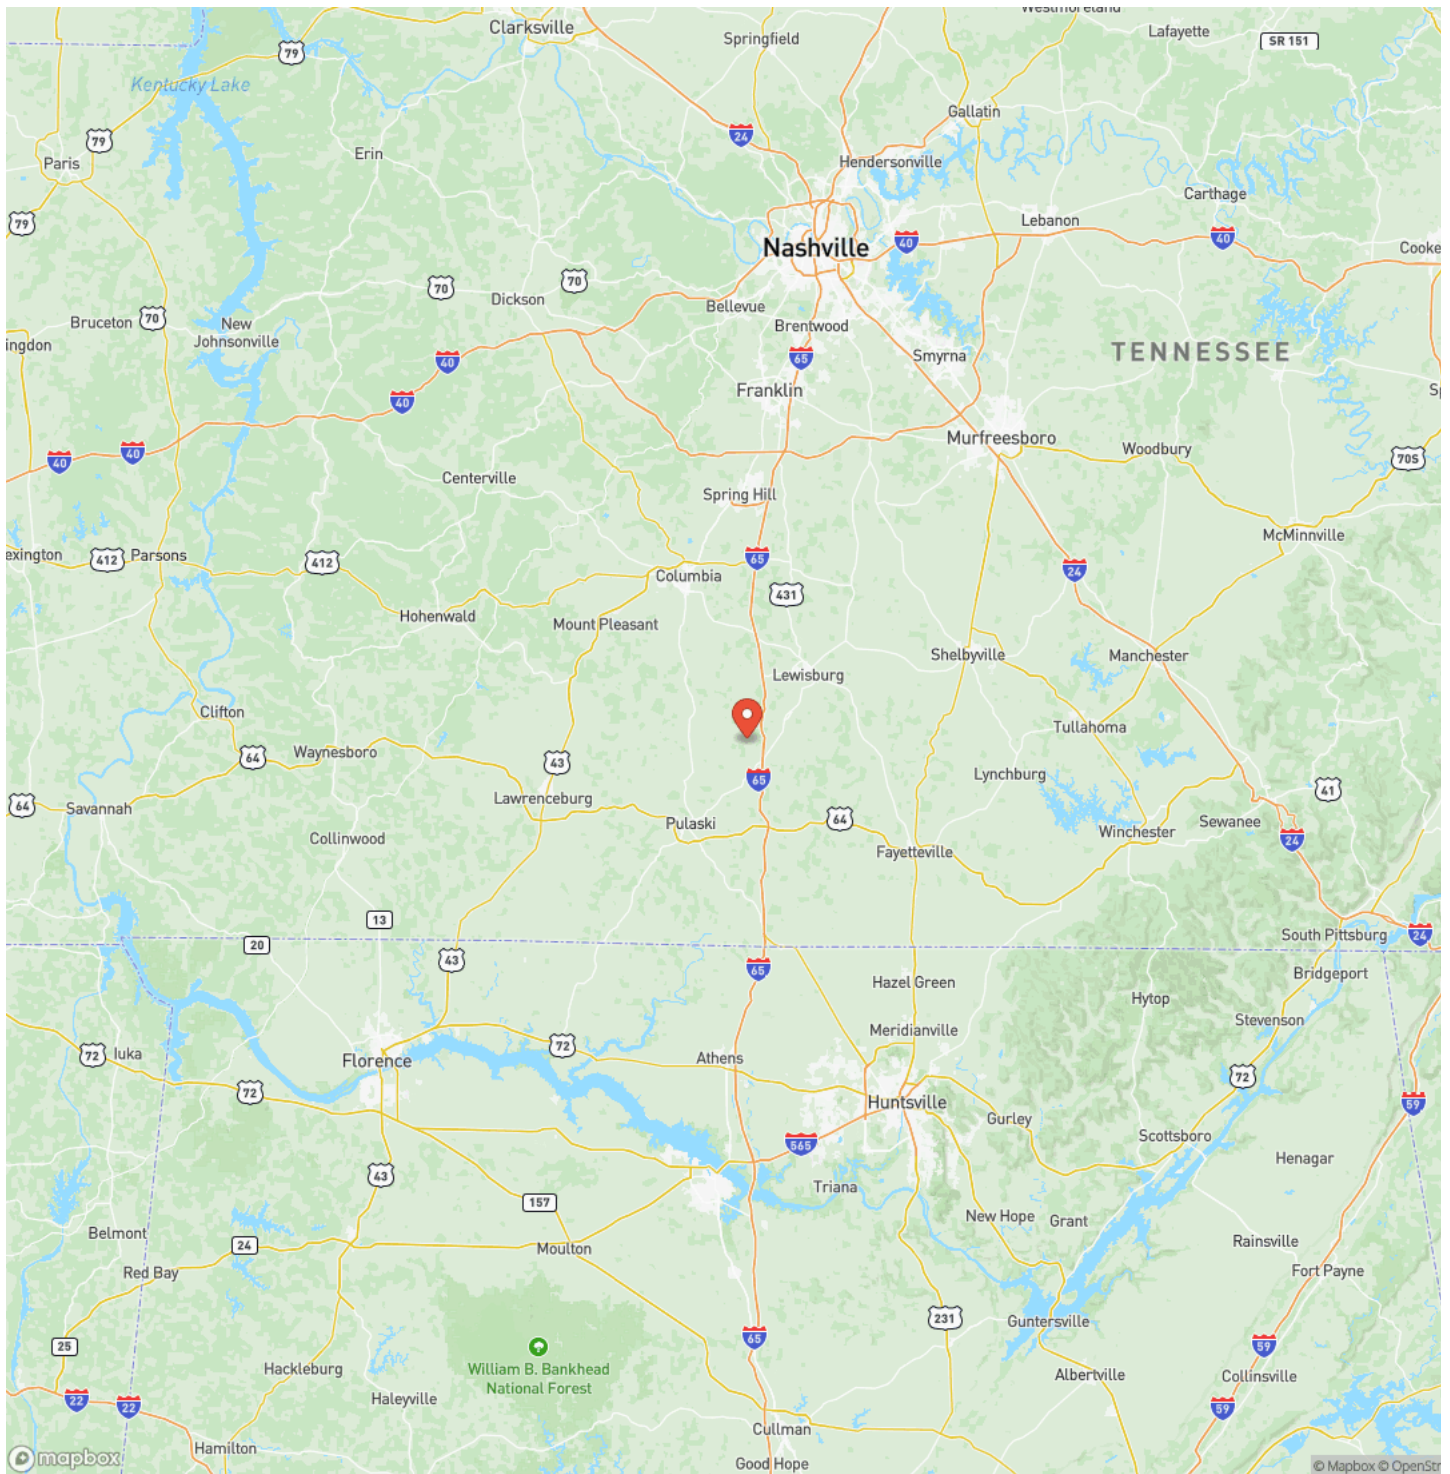 Westmoreland
Clarksville
Springfield
Lafayette
SR 151
79
Kentucky Lake
Gallatin
79
24
Paris
Erin
Hendersonville
Carthage
79
Lebanon
Nashville
40
40
Cooke
70
70
Dickson
Bellevue
Bruceton
70
New
Johnsonville
Brentwood
ingdon
Smyrna
TENNESSEE
65
40
Franklin
Sp
40
Murfreesboro
40
40
Woodbury
70S
Centerville
Spring Hill
McMinnville
exington
412
Parsons
412
65
Columbia
24
431
Hohenwald
Mount Pleasant
Shelbyville
Manchester
Lewisburg
Clifton
Tullahoma
64
Waynesboro
43
65
Lynchburg
41
64
Savannah
Lawrenceburg
Pulaski
64
Sewanee
Collinwood
Winchester
24
Fayetteville
13
20
South Pittsburg
24
43
65
Hazel Green
Bridgeport
Hytop
Stevenson
Meridianville
72
Iuka
72
Florence
Athens
72
72
Huntsville
59
Gurley
565
Scottsboro
Henagar
43
Triana
157
New Hope
Grant
Belmont
24
Moulton
Rainsville
Red Bay
Fort Payne
231
Guntersville
65
25
59
Hackleburg
William B. Bankhead
National Forest
Albertville
Collinsville
22
22
Haleyville
59
Cullman
Hamilton
mapbox
Good Hope
© Mapbox © OpenStr